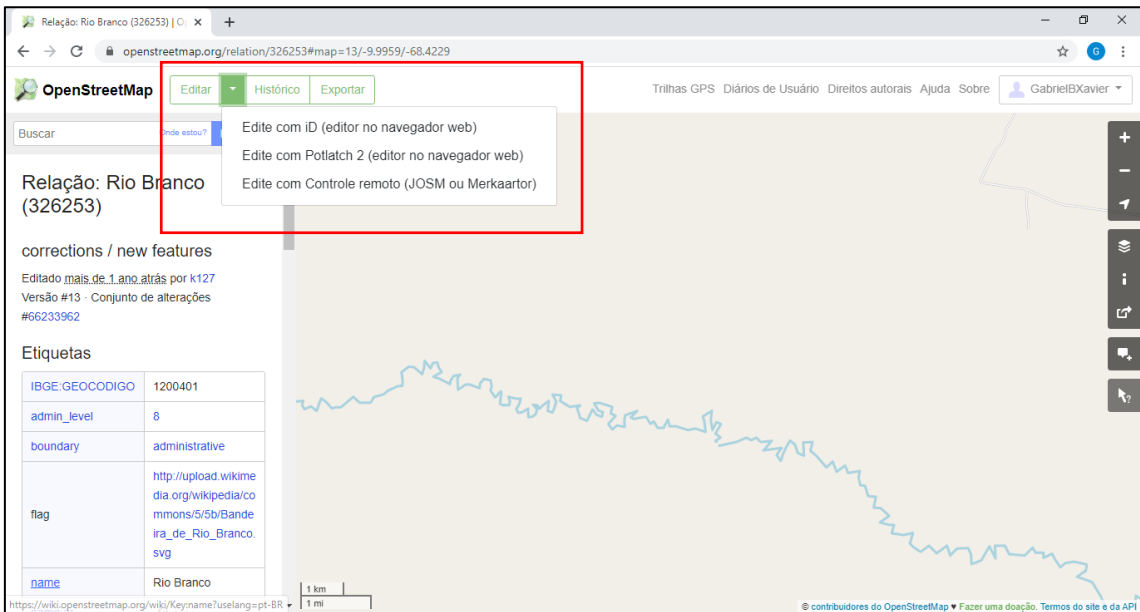 Relação: Rio Branco (326253) | O
openstreetmap.org/relation/326253#map=13/-9.9959/-68.4229
G
OpenStreetMap
Editar
Histórico
Exportar
Trilhas GPS
Diários de Usuário
Direitos autorais
Ajuda
Sobre
GabrielBXavier
Buscar
Onde estou?
Edite com iD (editor no navegador web)
Edite com Potlatch 2 (editor no navegador web)
Edite com Controle remoto (JOSM ou Merkaartor)
Relação: Rio Branco
(326253)
corrections / new features
Editado mais de 1 ano atrás por k127
Versão #13 · Conjunto de alterações
#66233962
Etiquetas
IBGE:GEOCODIGO 1200401
admin_level 8
boundary administrative
flag
http://upload.wikime
dia.org/wikipedia/co
mmons/5/5b/Bande
ira_de_Rio_Branco.
svg
name Rio Branco
https://wiki.openstreetmap.org/wiki/Key:name?uselang=pt-BR
1 km
1 mi
© contribuidores do OpenStreetMap ♥ Fazer uma doação. Termos do site e da API